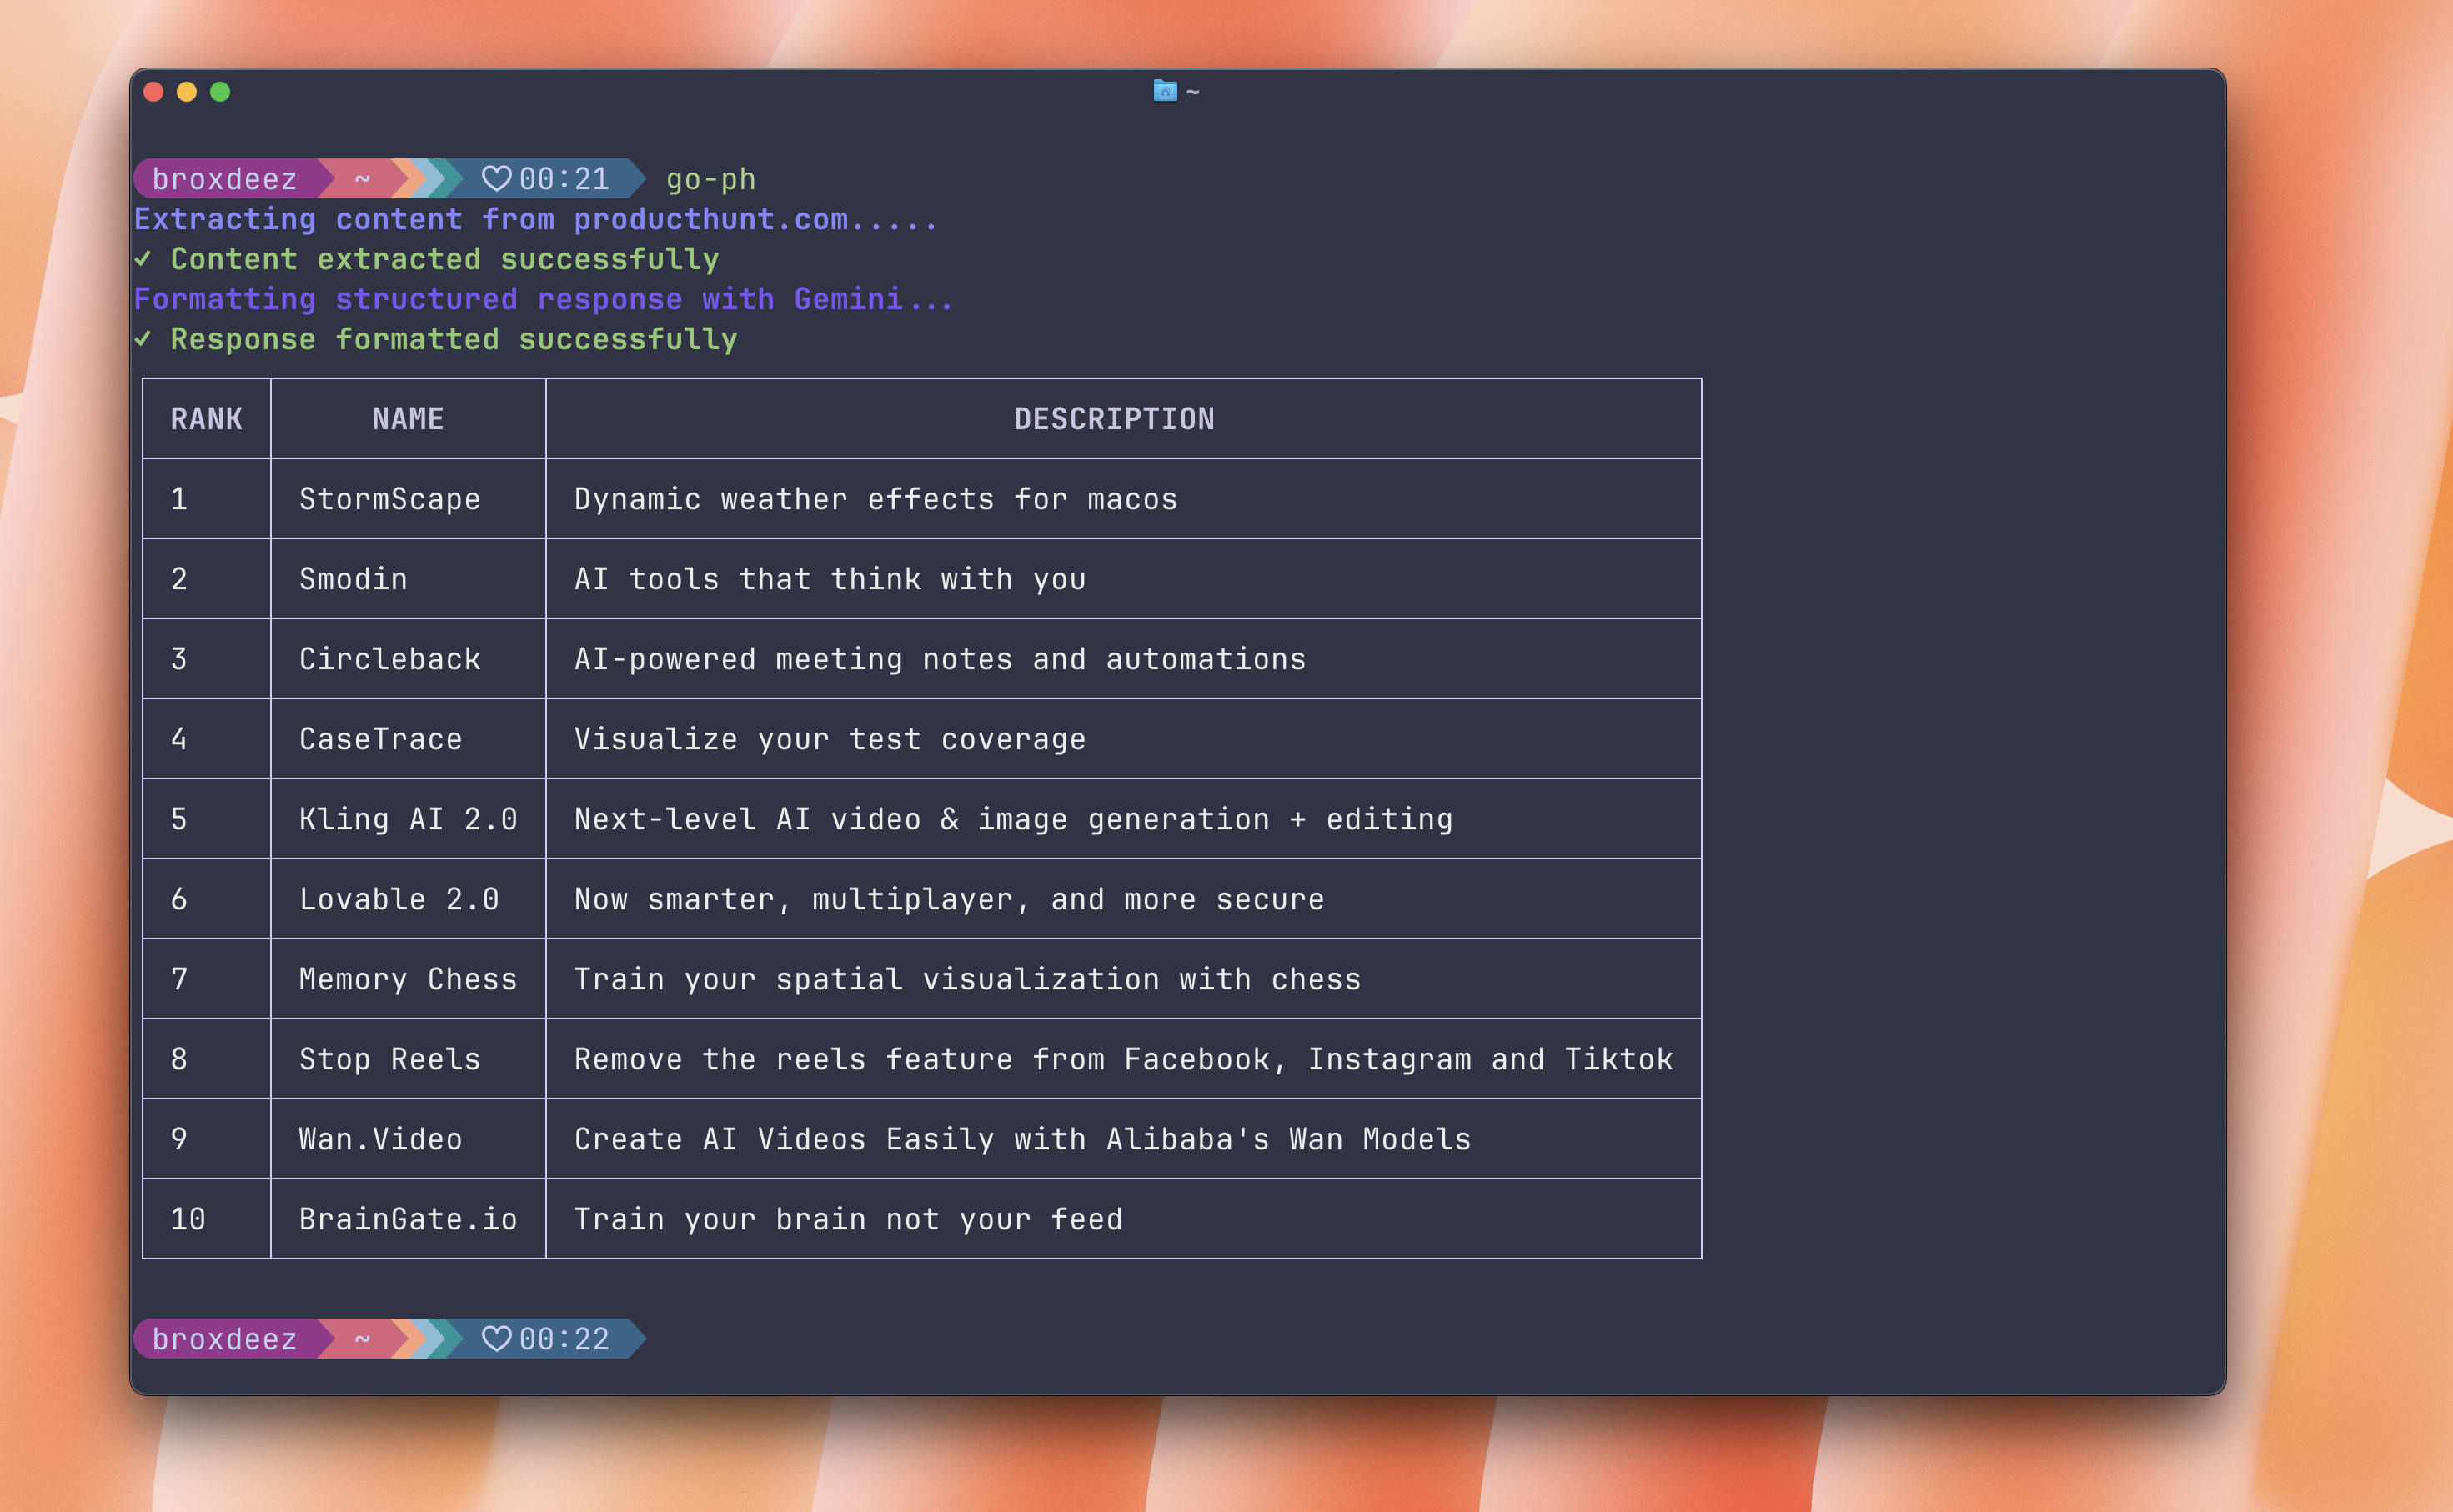 ~
broxdeez ~ ♡00:21 go-ph
Extracting content from producthunt.com.....
✓ Content extracted successfully
Formatting structured response with Gemini...
✓ Response formatted successfully
RANK NAME DESCRIPTION
1 StormScape Dynamic weather effects for macos
2 Smodin AI tools that think with you
3 Circleback AI-powered meeting notes and automations
4 CaseTrace Visualize your test coverage
5 Kling AI 2.0 Next-level AI video & image generation + editing
6 Lovable 2.0 Now smarter, multiplayer, and more secure
7 Memory Chess Train your spatial visualization with chess
8 Stop Reels Remove the reels feature from Facebook, Instagram and Tiktok
9 Wan.Video Create AI Videos Easily with Alibaba's Wan Models
10 BrainGate.io Train your brain not your feed
broxdeez ~ ♡00:22